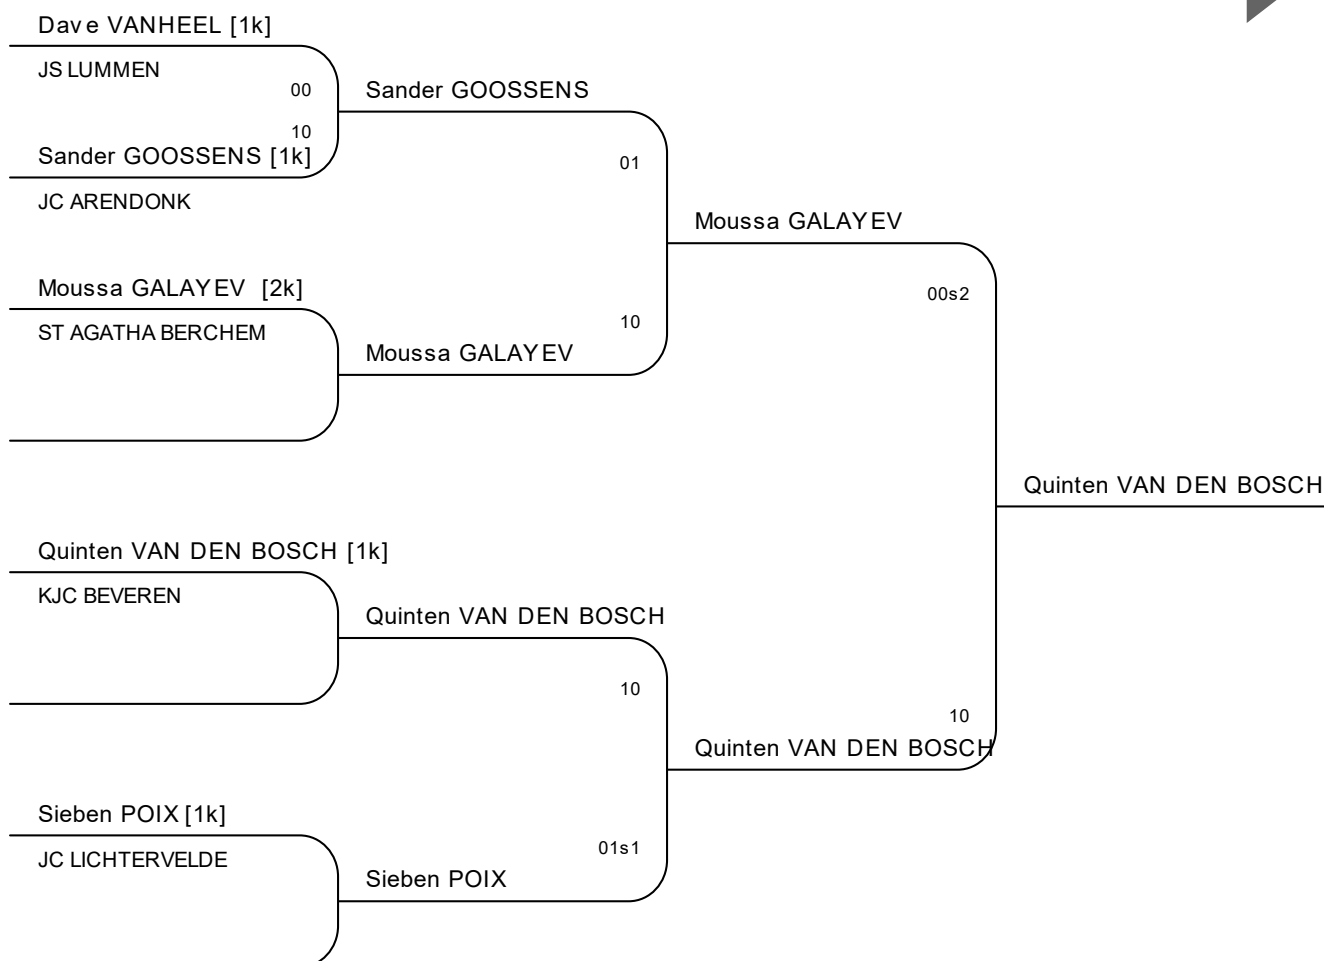 Dave VANHEEL [1k]
JS LUMMEN
00
Sander GOOSSENS
10
Sander GOOSSENS [1k]
01
JC ARENDONK
Moussa GALAYEV
Moussa GALAYEV [2k]
00s2
ST AGATHA BERCHEM
10
Moussa GALAYEV
Quinten VAN DEN BOSCH
Quinten VAN DEN BOSCH [1k]
KJC BEVEREN
Quinten VAN DEN BOSCH
10
10
Quinten VAN DEN BOSCH
Sieben POIX [1k]
JC LICHTERVELDE
01s1
Sieben POIX